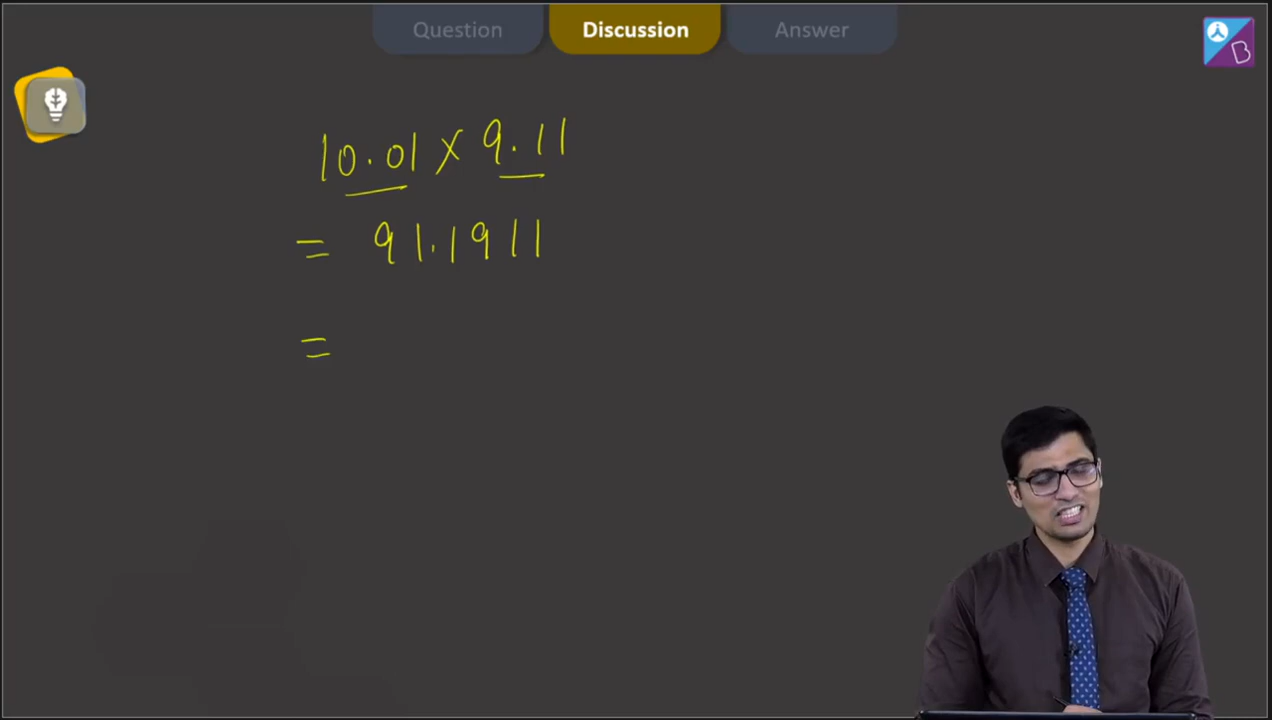 Question Discussion Answer
10.01 x 9.11
= 91.1911
=